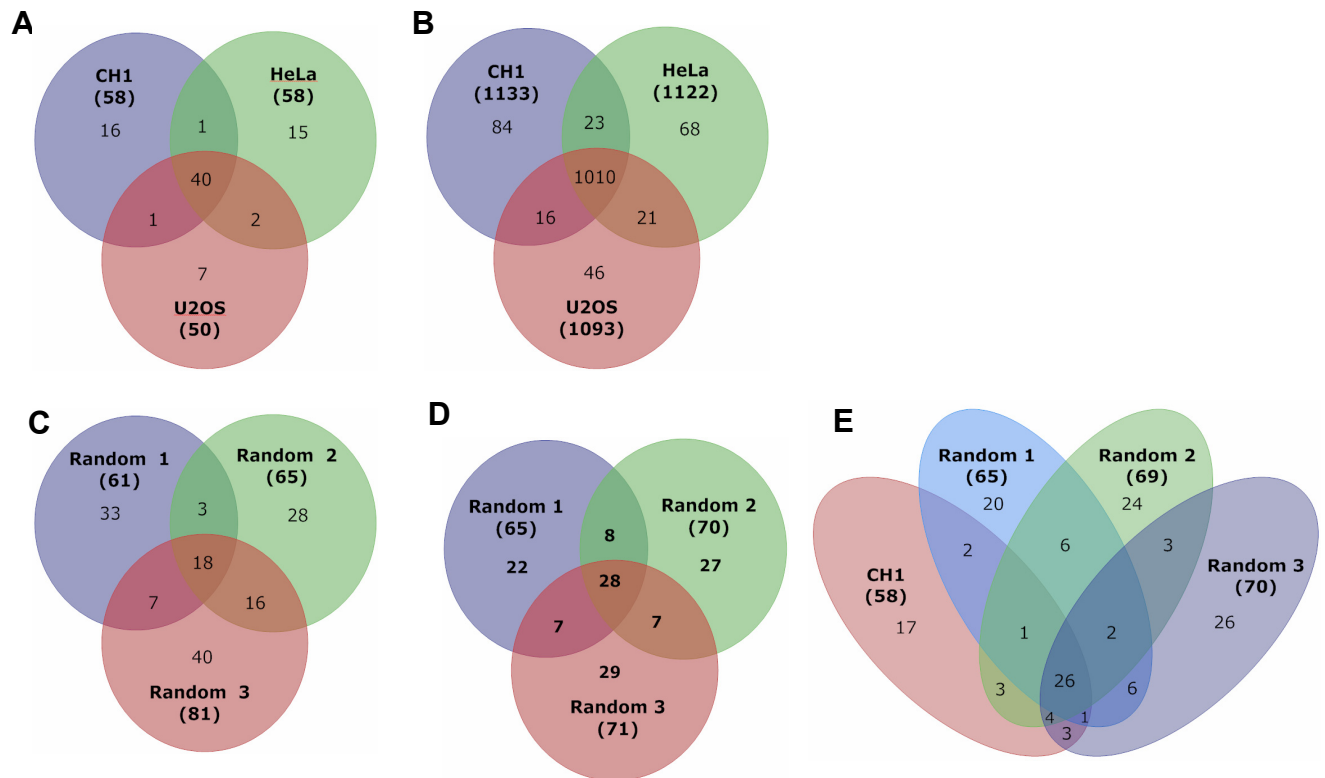 A
CH1
(58)
HeLa
(58)
16
1
15
40
1
2
7
U2OS
(50)
B
CH1
(1133)
HeLa
(1122)
84
23
68
1010
16
21
46
U2OS
(1093)
C
Random 1
(61)
Random 2
(65)
33
3
28
18
7
16
40
Random 3
(81)
D
Random 1
(65)
Random 2
(70)
8
22
28
27
7
7
29
Random 3
(71)
E
Random 1
(65)
Random 2
(69)
20
24
2
6
3
CH1
(58)
Random 3
(70)
17
26
1
2
26
3
6
4
1
3